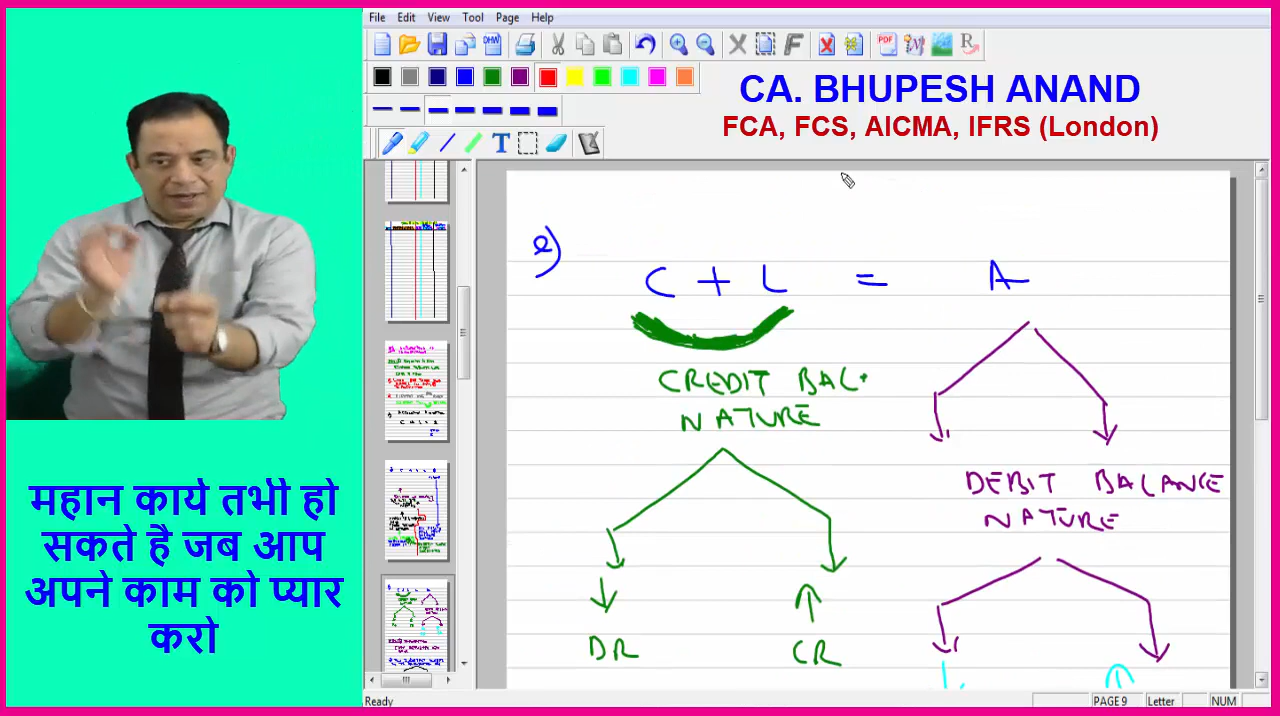 File Edit View Tool Page Help
CA. BHUPESH ANAND
FCA, FCS, AICMA, IFRS (London)
e)
C + L = A
CREDIT BAL.
NATURE
DEBIT BALANCE
NATURE
DR
CR
महान कार्य तभी हो
सकते है जब आप
अपने काम को प्यार
करो
Ready
PAGE 9 Letter NUM